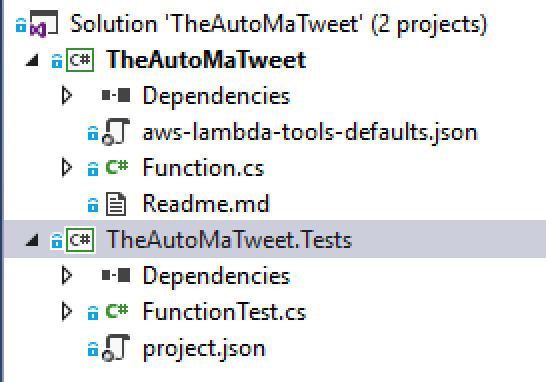 Solution 'TheAutoMaTweet' (2 projects)
C# TheAutoMaTweet
Dependencies
aws-lambda-tools-defaults.json
C# Function.cs
Readme.md
C# TheAutoMaTweet.Tests
Dependencies
C# FunctionTest.cs
project.json